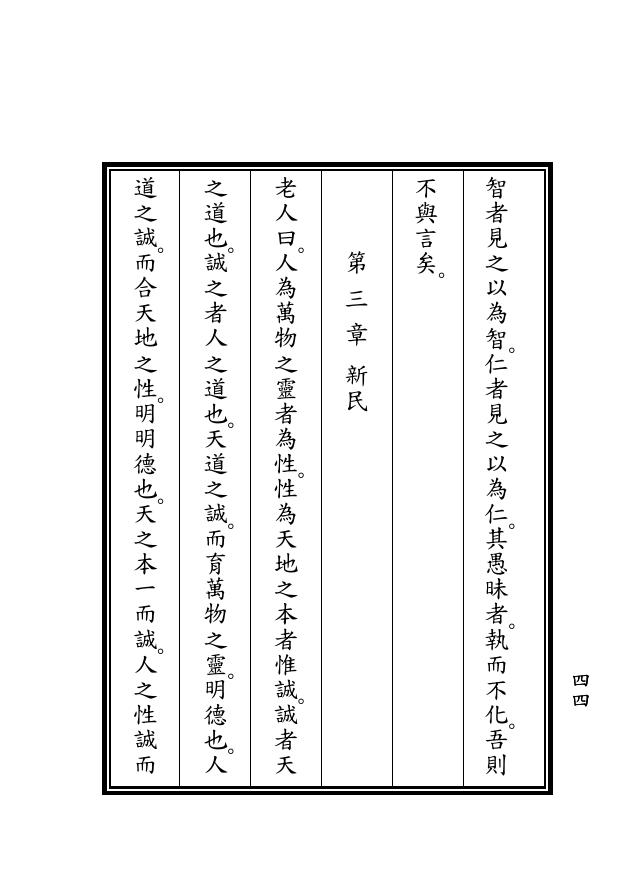 智者見之以為智。仁者見之以為仁。其愚昧者。執而不化。吾則
不與言矣。
第三章 新民
老人曰。人為萬物之靈者為性。性為天地之本者惟誠。誠者天
之道也。誠之者人之道也。天道之誠。而育萬物之靈。明德也。人
道之誠。而合天地之性。明明德也。天之本一而誠。人之性誠而
四四